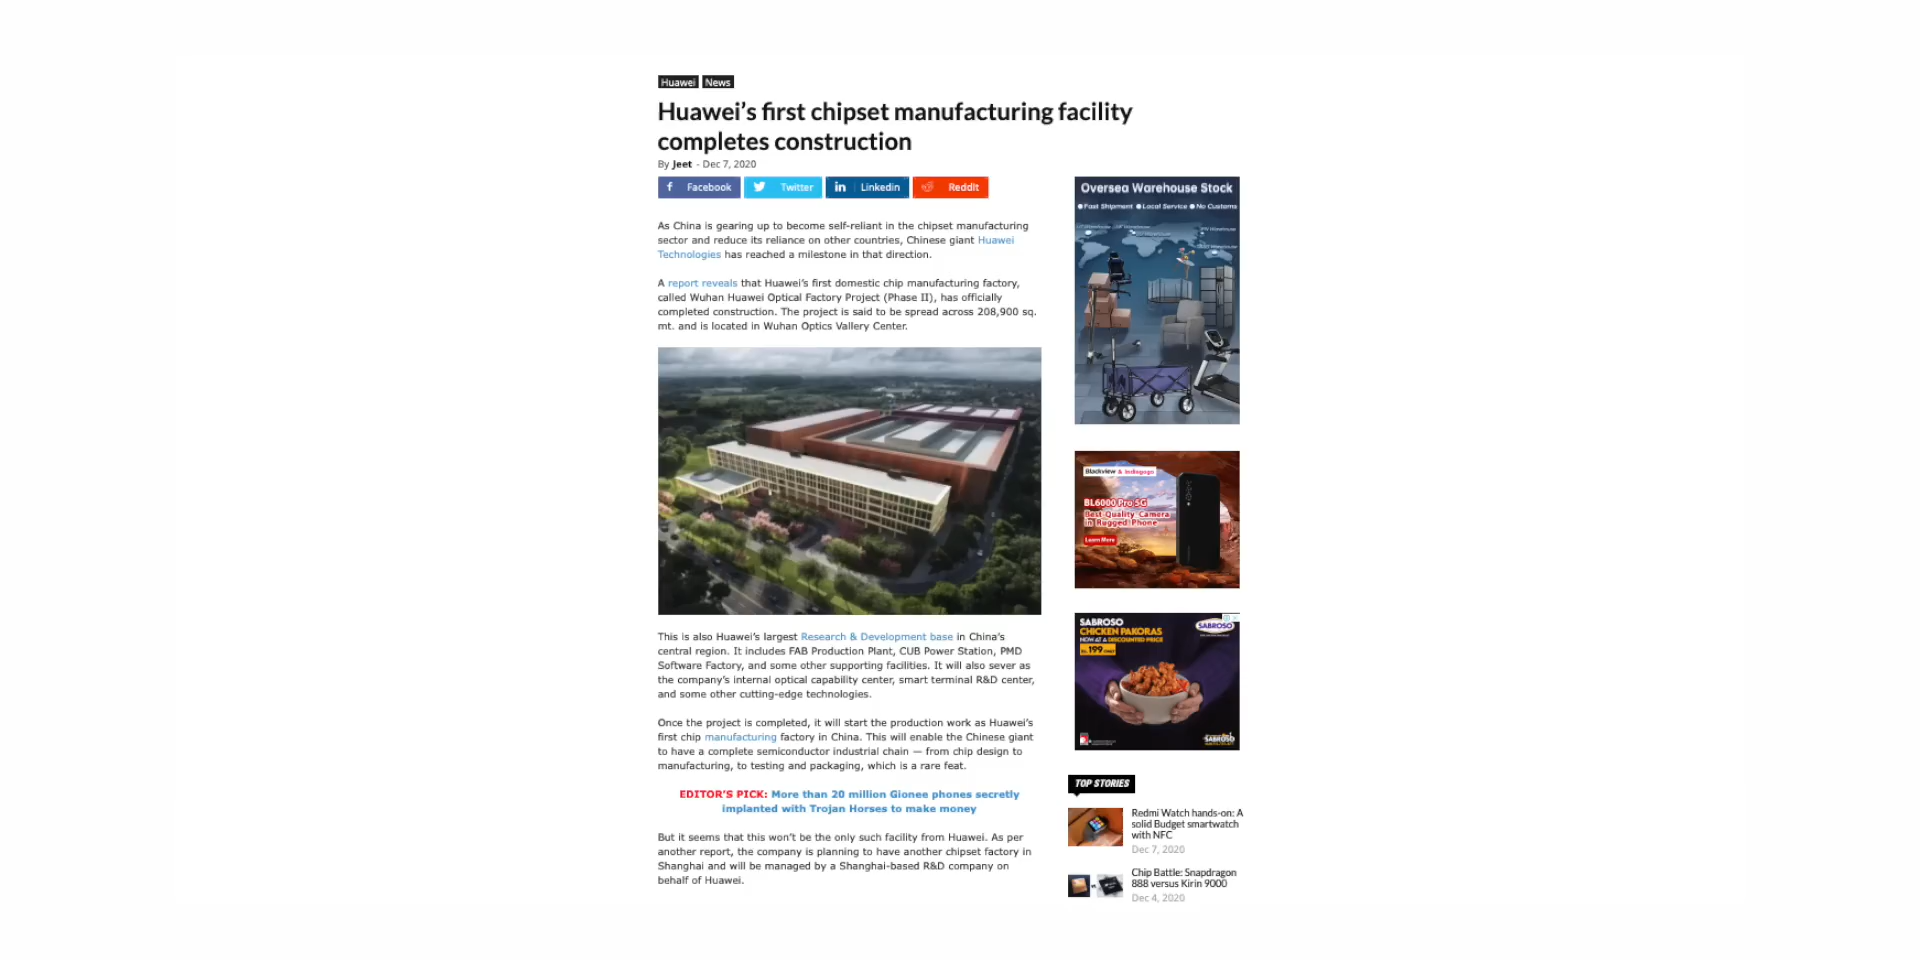 Huawei News
Huawei's first chipset manufacturing facility
completes construction
By Jeet - Dec 7, 2020
Facebook
Twitter
Linkedin
ReddIt
As China is gearing up to become self-reliant in the chipset manufacturing
sector and reduce its reliance on other countries, Chinese giant Huawei
Technologies has reached a milestone in that direction.
A report reveals that Huawei's first domestic chip manufacturing factory,
called Wuhan Huawei Optical Factory Project (Phase II), has officially
completed construction. The project is said to be spread across 208,900 sq.
mt. and is located in Wuhan Optics Vallery Center.
This is also Huawei's largest Research & Development base in China's
central region. It includes FAB Production Plant, CUB Power Station, PMD
Software Factory, and some other supporting facilities. It will also sever as
the company's internal optical capability center, smart terminal R&D center,
and some other cutting-edge technologies.
Once the project is completed, it will start the production work as Huawei's
first chip manufacturing factory in China. This will enable the Chinese giant
to have a complete semiconductor industrial chain — from chip design to
manufacturing, to testing and packaging, which is a rare feat.
EDITOR'S PICK: More than 20 million Gionee phones secretly
implanted with Trojan Horses to make money
But it seems that this won't be the only such facility from Huawei. As per
another report, the company is planning to have another chipset factory in
Shanghai and will be managed by a Shanghai-based R&D company on
behalf of Huawei.
Oversea Warehouse Stock
Fast Shipment Local Service No Customs
Blackview & Indiegogo
BL6000 Pro 5G
Best-Quality Camera
in Rugged Phone
Learn More
SABROSO
CHICKEN PAKORAS
NOW AT A DISCOUNTED PRICE
Rs. 199 ONLY
SABROSO
SABROSO
TOP STORIES
Redmi Watch hands-on: A
solid Budget smartwatch
with NFC
Dec 7, 2020
Chip Battle: Snapdragon
888 versus Kirin 9000
Dec 4, 2020